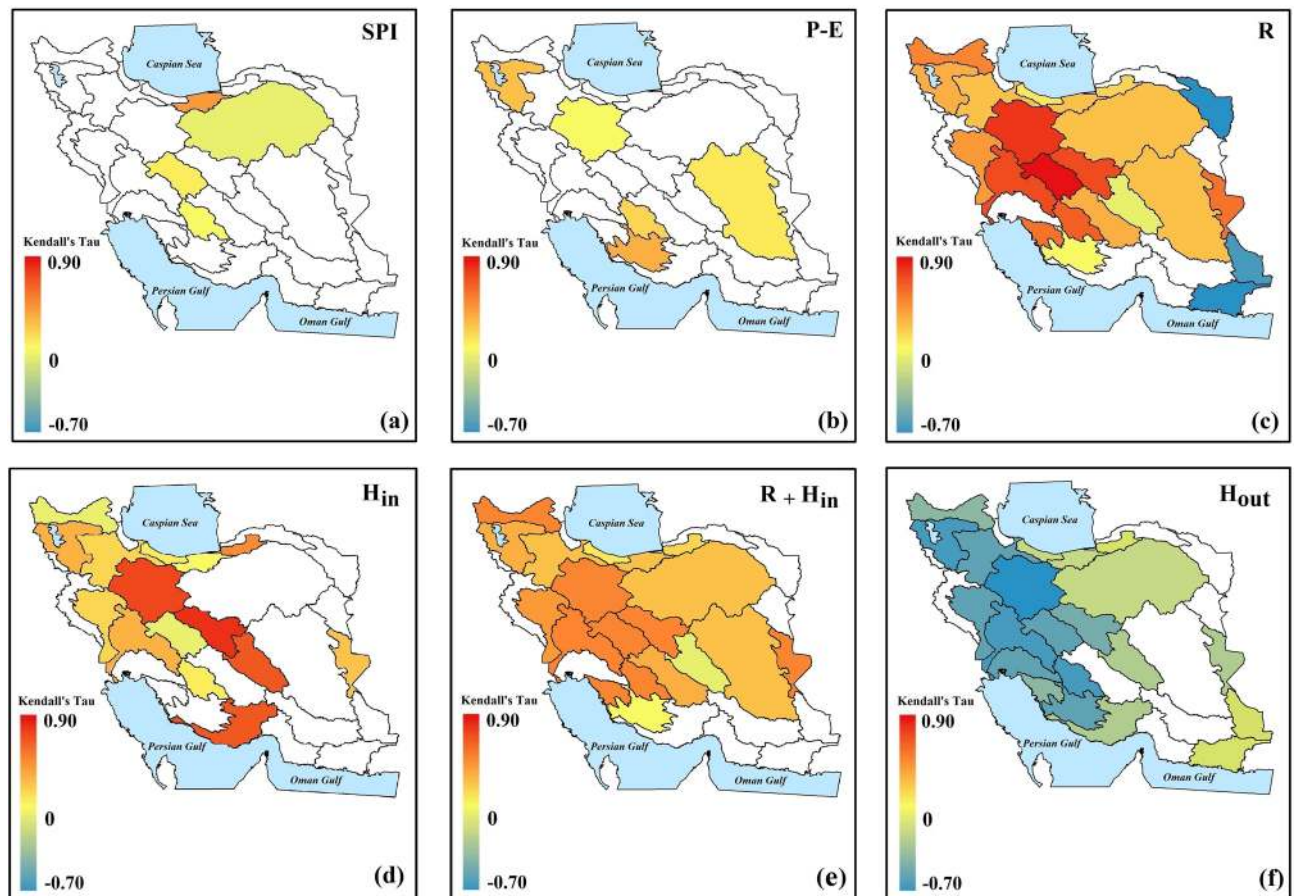 SPI
Caspian Sea
Kendall's Tau
0.90
0
-0.70
Persian Gulf
Oman Gulf
(a)
P-E
Caspian Sea
Kendall's Tau
0.90
0
-0.70
Persian Gulf
Oman Gulf
(b)
R
Caspian Sea
Kendall's Tau
0.90
0
-0.70
Persian Gulf
Oman Gulf
(c)
Hin
Caspian Sea
Kendall's Tau
0.90
0
-0.70
Persian Gulf
Oman Gulf
(d)
R + Hin
Caspian Sea
Kendall's Tau
0.90
0
-0.70
Persian Gulf
Oman Gulf
(e)
Hout
Caspian Sea
Kendall's Tau
0.90
0
-0.70
Persian Gulf
Oman Gulf
(f)